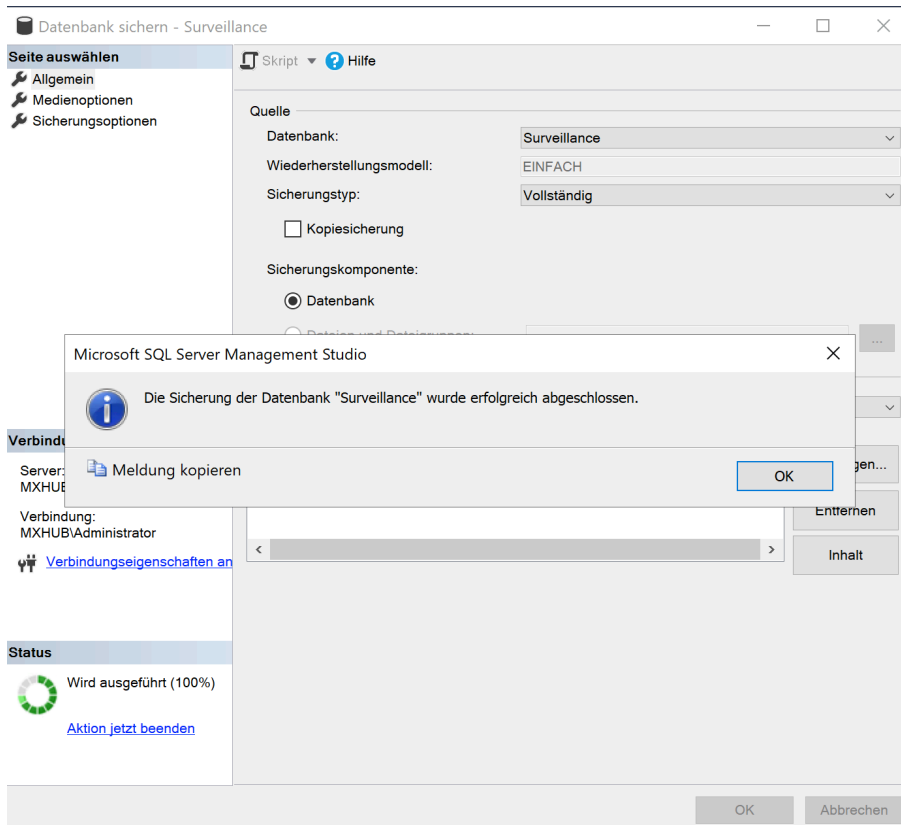 Datenbank sichern - Surveillance
Seite auswählen
Allgemein
Medienoptionen
Sicherungsoptionen
Skript
Hilfe
Quelle
Datenbank:
Surveillance
Wiederherstellungsmodell:
EINFACH
Sicherungstyp:
Vollständig
Kopiesicherung
Sicherungskomponente:
Datenbank
...
Microsoft SQL Server Management Studio
Die Sicherung der Datenbank "Surveillance" wurde erfolgreich abgeschlossen.
Meldung kopieren
OK
Server:
Verbindung:
MXHUB\Administrator
Verbindungseigenschaften an
Entfernen
Inhalt
Status
Wird ausgeführt (100%)
Aktion jetzt beenden
OK
Abbrechen